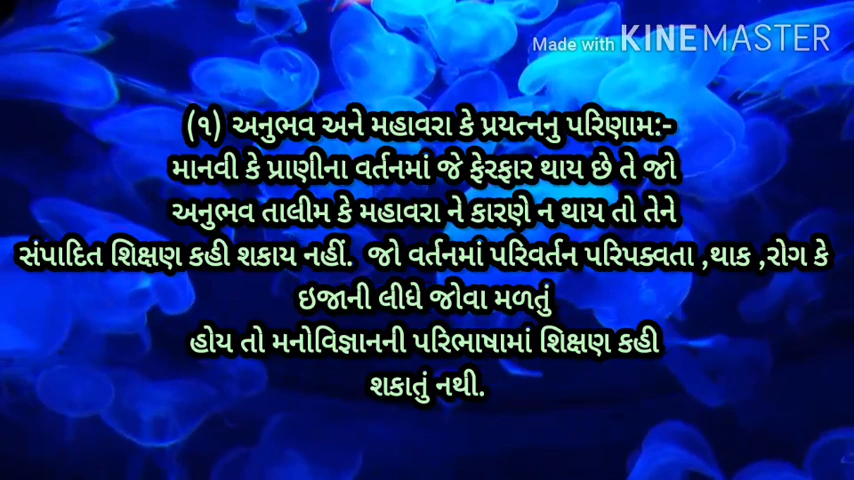 Made with KINEMASTER
(૧) અનુભવ અને મહાવરા કે પ્રયત્નનુ પરિણામ:-
માનવી કે પ્રાણીના વર્તનમાં જે ફેરફાર થાય છે તે જો
અનુભવ તાલીમ કે મહાવરા ને કારણે ન થાય તો તેને
સંપાદિત શિક્ષણ કહી શકાય નહીં. જો વર્તનમાં પરિવર્તન પરિપક્વતા ,થાક ,રોગ કે
ઇજાની લીધે જોવા મળતું
હોય તો મનોવિજ્ઞાનની પરિભાષામાં શિક્ષણ કહી
શકાતું નથી.